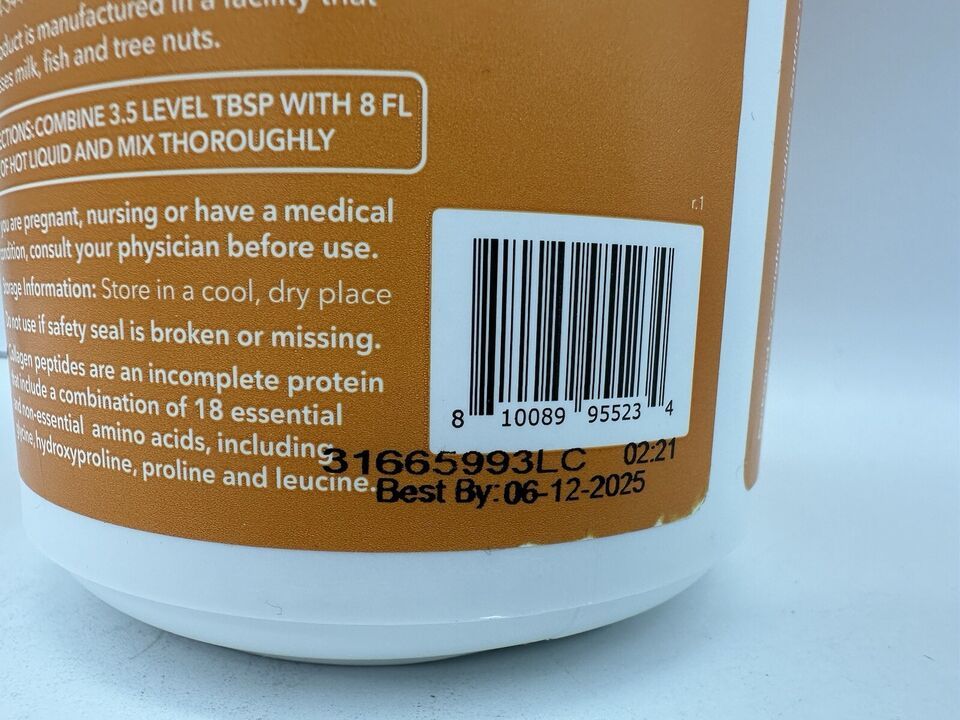 product is manufactured in a facility that
milk, fish and tree nuts.
COMBINE 3.5 LEVEL TBSP WITH 8 FL
OF HOT LIQUID AND MIX THOROUGHLY
you are pregnant, nursing or have a medical
condition, consult your physician before use.
Storage Information: Store in a cool, dry place
Do not use if safety seal is broken or missing.
Collagen peptides are an incomplete protein
that include a combination of 18 essential
and non-essential amino acids, including
hydroxyproline, proline and leucine.
r.1
8 10089 95523 4
31665993LC 02:21
Best By: 06-12-2025